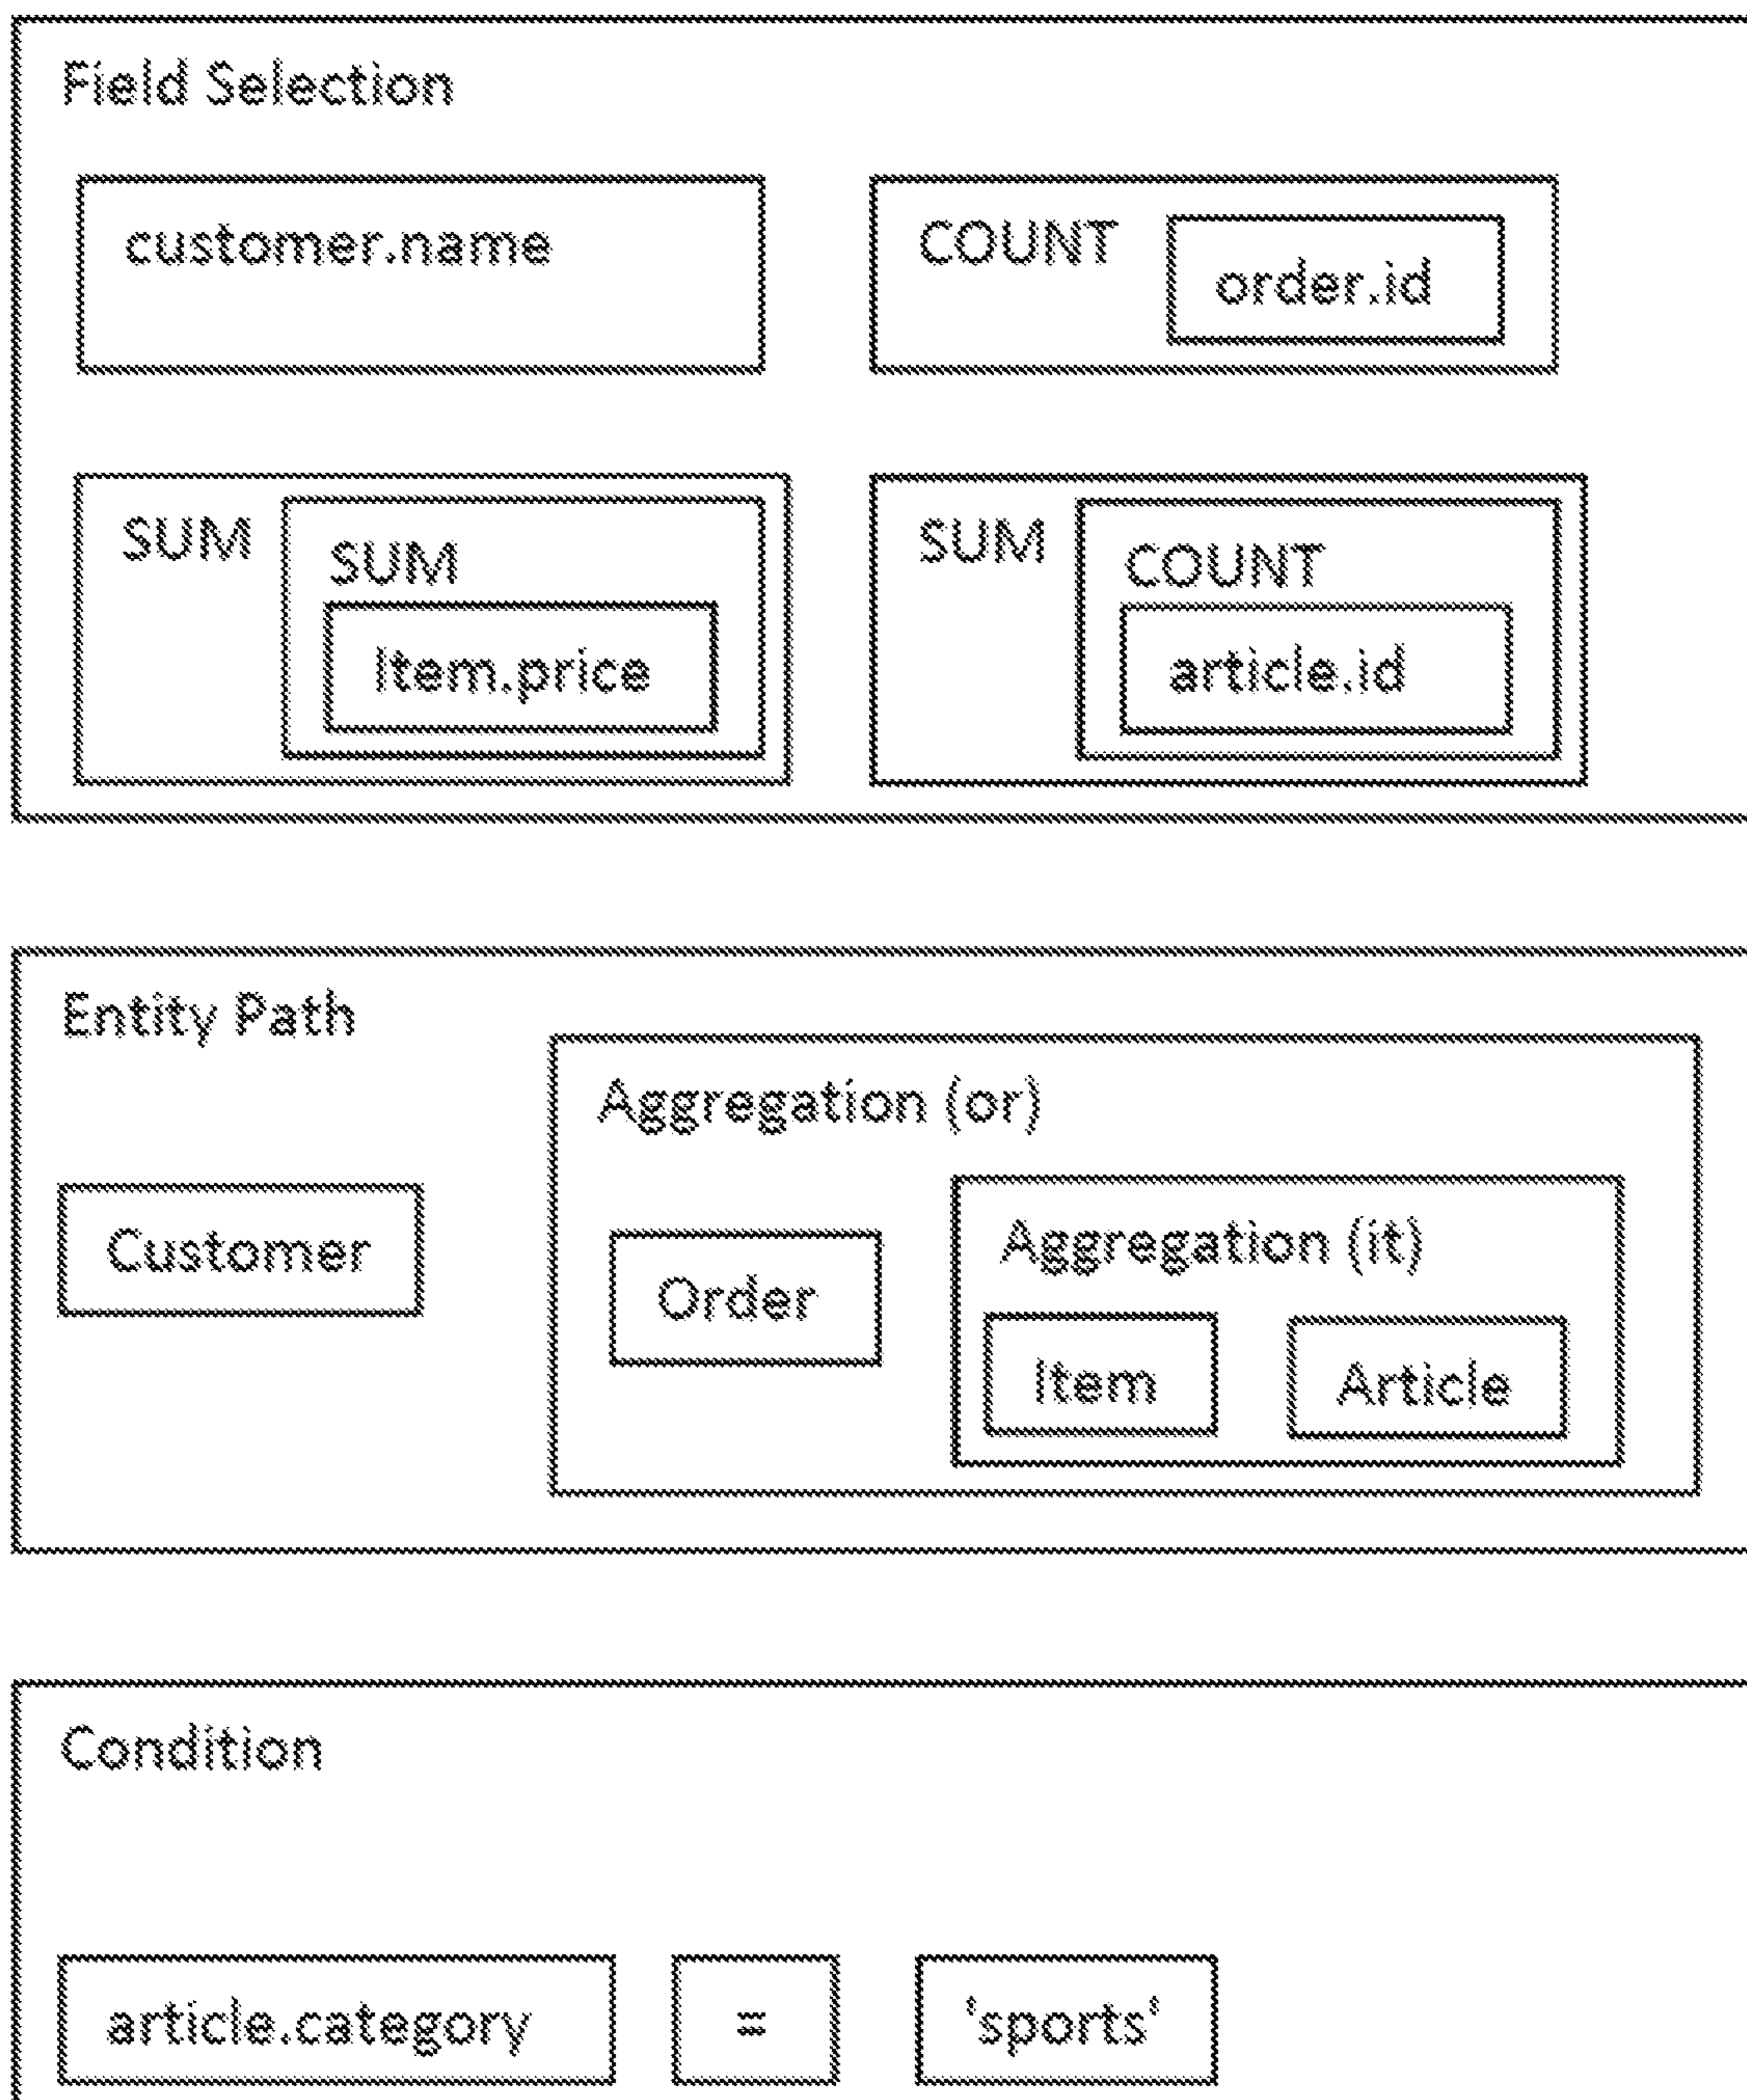 Field Selection
customer.name
COUNT
order.id
SUM
SUM
Item.price
SUM
COUNT
article.id
Entity Path
Aggregation (or)
Customer
Order
Aggregation (it)
Item
Article
Condition
article.category
=
'sports'